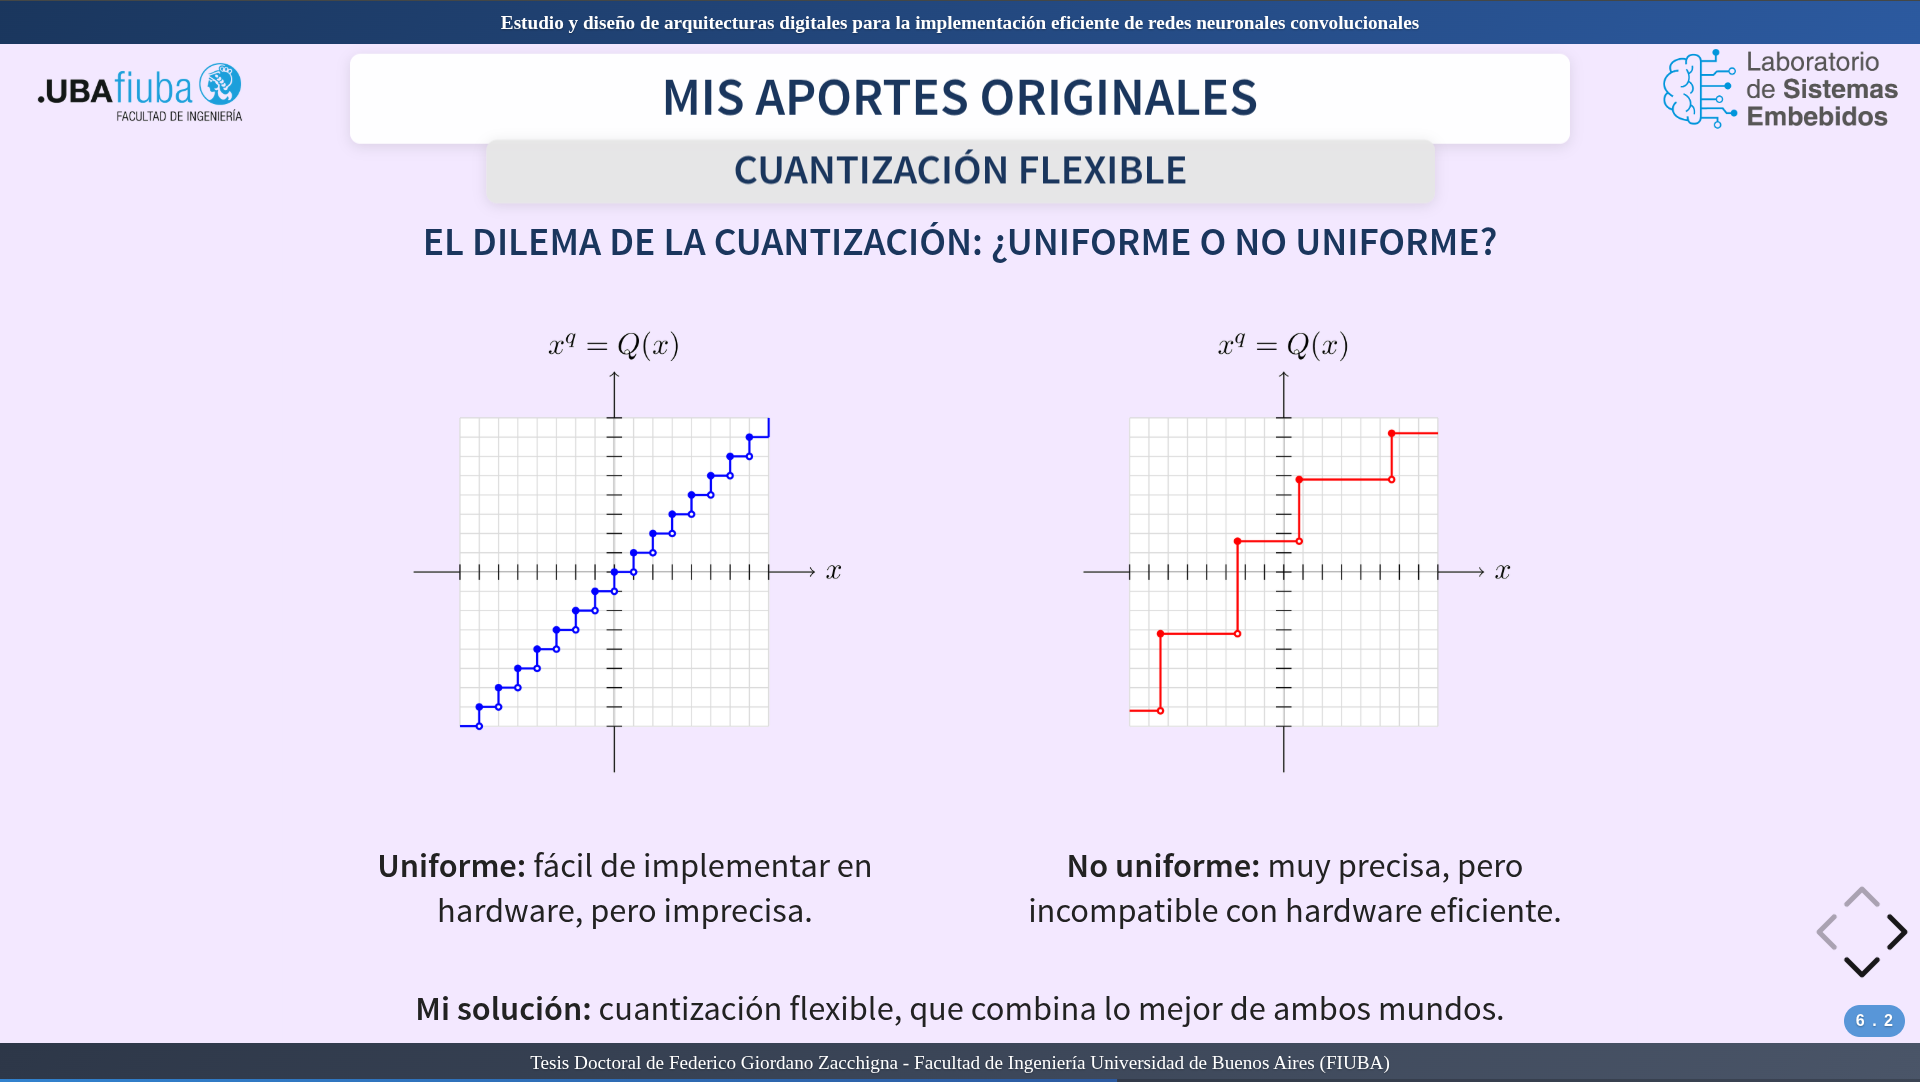 Estudio y diseño de arquitecturas digitales para la implementación eficiente de redes neuronales convolucionales
.UBAfiuba
FACULTAD DE INGENIERÍA
MIS APORTES ORIGINALES
Laboratorio
de Sistemas
Embebidos
CUANTIZACIÓN FLEXIBLE
EL DILEMA DE LA CUANTIZACIÓN: ¿UNIFORME O NO UNIFORME?
x^q = Q(x)
x
x^q = Q(x)
x
Uniforme: fácil de implementar en
hardware, pero imprecisa.
No uniforme: muy precisa, pero
incompatible con hardware eficiente.
Mi solución: cuantización flexible, que combina lo mejor de ambos mundos.
6 . 2
Tesis Doctoral de Federico Giordano Zacchigna - Facultad de Ingeniería Universidad de Buenos Aires (FIUBA)